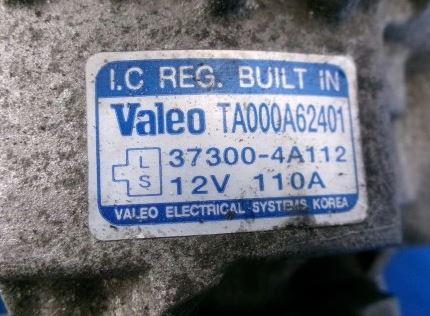 I.C REG. BUILT IN
Valeo TA000A62401
L 37300-4A112
S 12V 110A
VALEO ELECTRICAL SYSTEMS KOREA